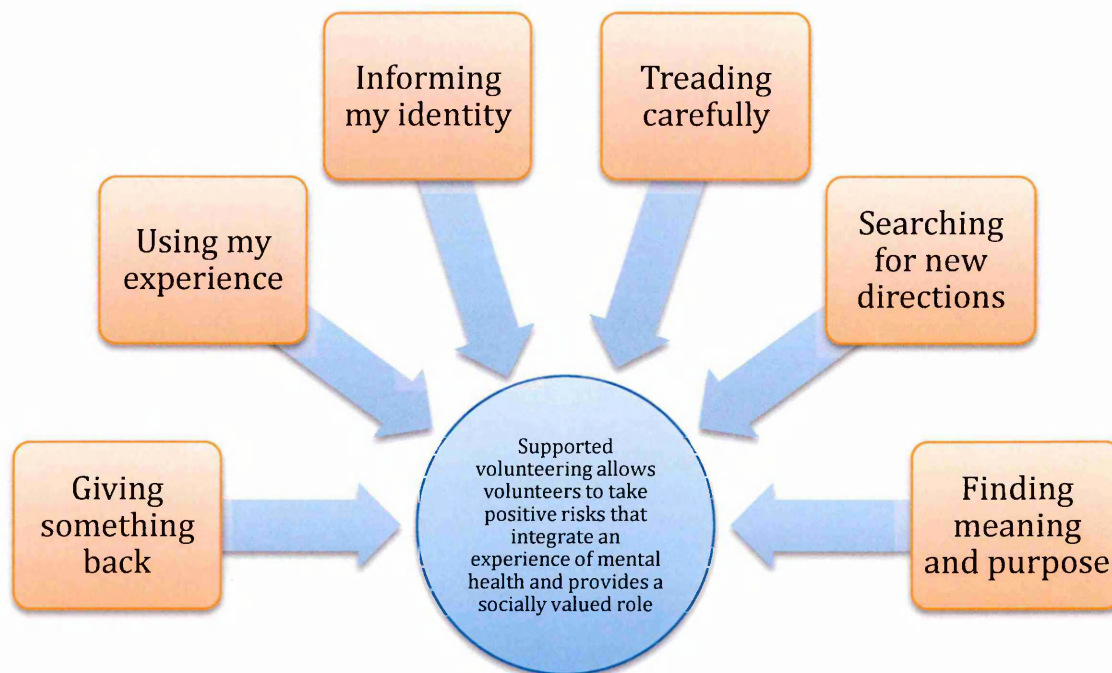 Informing
my identity
Treading
carefully
Using my
experience
Searching
for new
directions
Giving
something
back
Supported
volunteering allows
volunteers to take
positive risks that
integrate an
experience of mental
health and provides a
socially valued role
Finding
meaning
and purpose